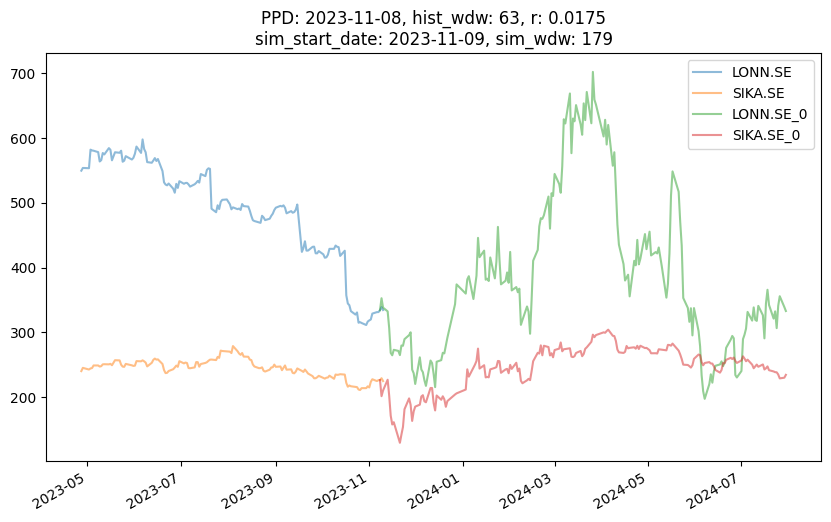 PPD: 2023-11-08, hist_wdw: 63, r: 0.0175
sim_start_date: 2023-11-09, sim_wdw: 179
LONN.SE
SIKA.SE
LONN.SE_0
SIKA.SE_0
700
600
500
400
300
200
2023-05
2023-07
2023-09
2023-11
2024-01
2024-03
2024-05
2024-07